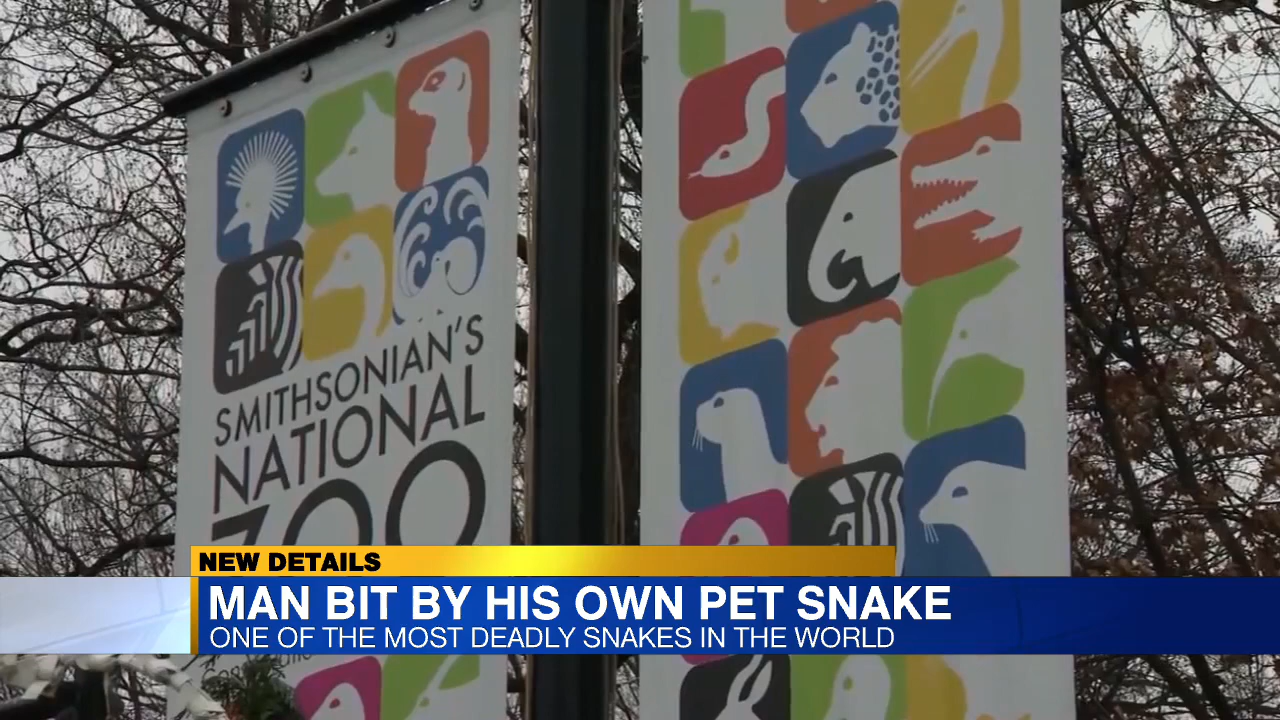 SMITHSONIAN'S
NATIONAL
ZOO
NEW DETAILS
MAN BIT BY HIS OWN PET SNAKE
ONE OF THE MOST DEADLY SNAKES IN THE WORLD